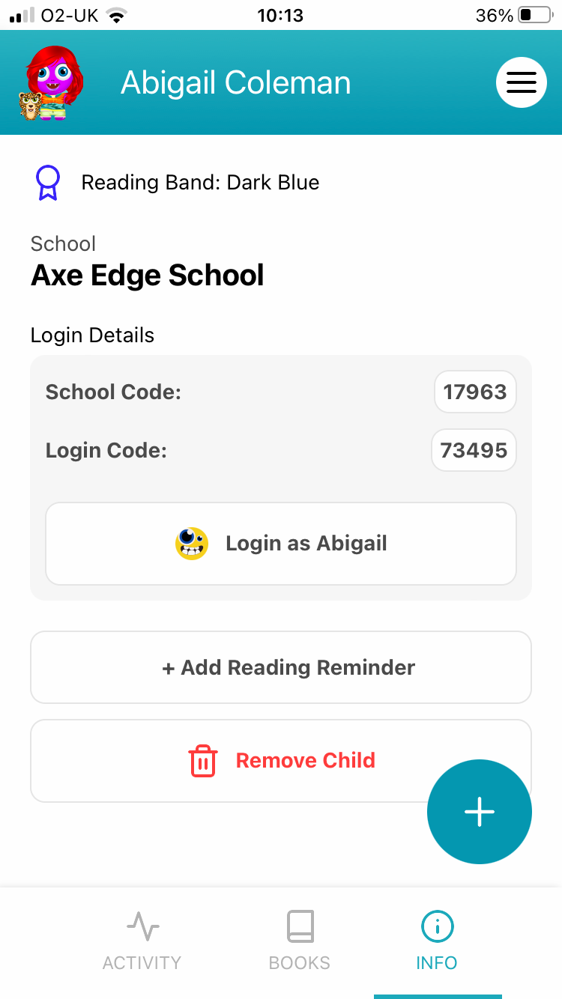 O2-UK 10:13 36%
Abigail Coleman
Reading Band: Dark Blue
School
Axe Edge School
Login Details
School Code: 17963
Login Code: 73495
Login as Abigail
+ Add Reading Reminder
Remove Child
ACTIVITY BOOKS INFO